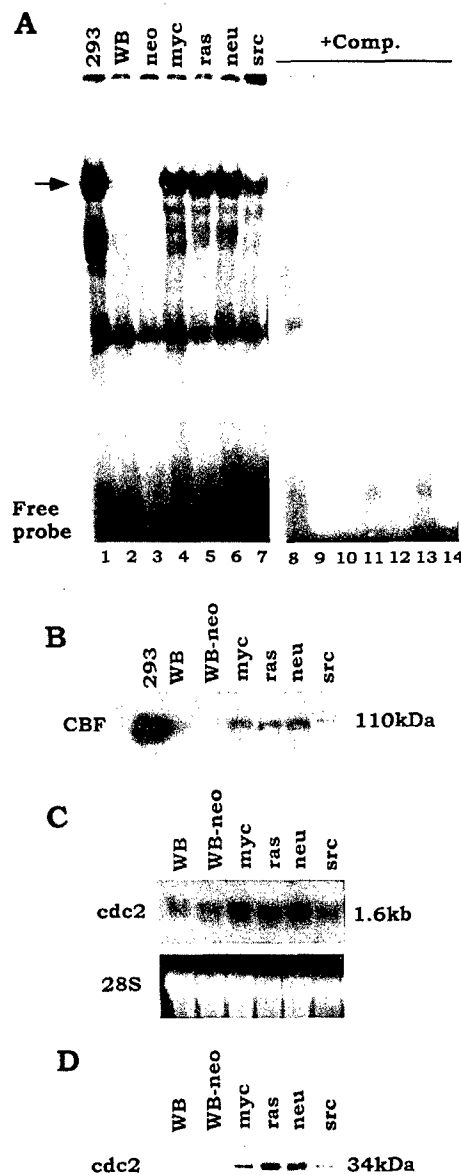 A
293 WB neo myc ras neu src +Comp.
Free
probe
1 2 3 4 5 6 7 8 9 10 11 12 13 14
B
293 WB WB-neo myc ras neu src
CBF 110kDa
C
WB WB-neo myc ras neu src
cdc2 1.6kb
28S
D
WB WB-neo myc ras neu src
cdc2 34kDa